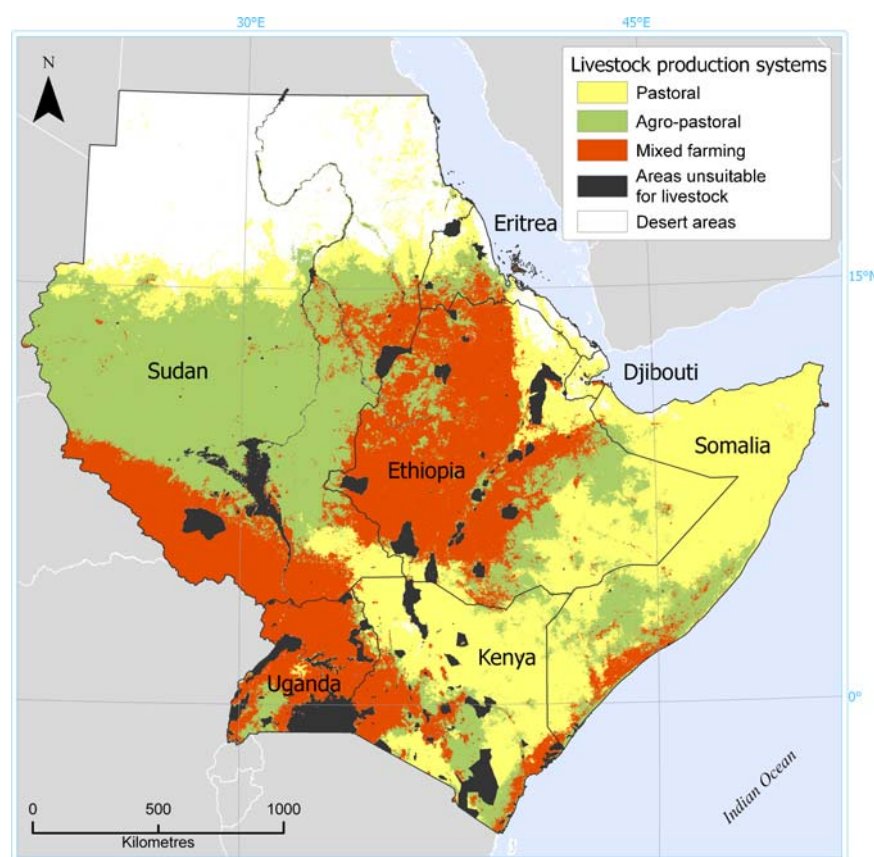 30°E
45°E
N
Livestock production systems
Pastoral
Agro-pastoral
Mixed farming
Areas unsuitable
for livestock
Desert areas
Eritrea
15°N
Sudan
Djibouti
Somalia
Ethiopia
Kenya
Uganda
0°
Indian Ocean
0
500
1000
Kilometres